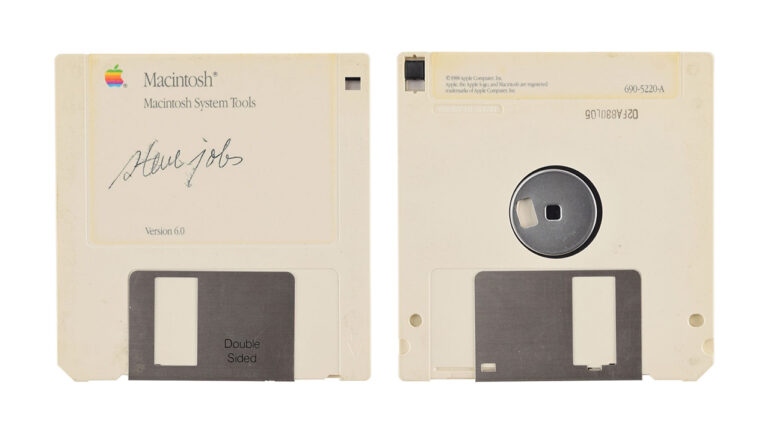 Macintosh®
Macintosh System Tools
steve jobs
Version 6.0
Double
Sided
©1988 Apple Computer, Inc.
Apple, the Apple logo, and Macintosh are registered
trademarks of Apple Computer, Inc.
690-5220-A
02FA880L05